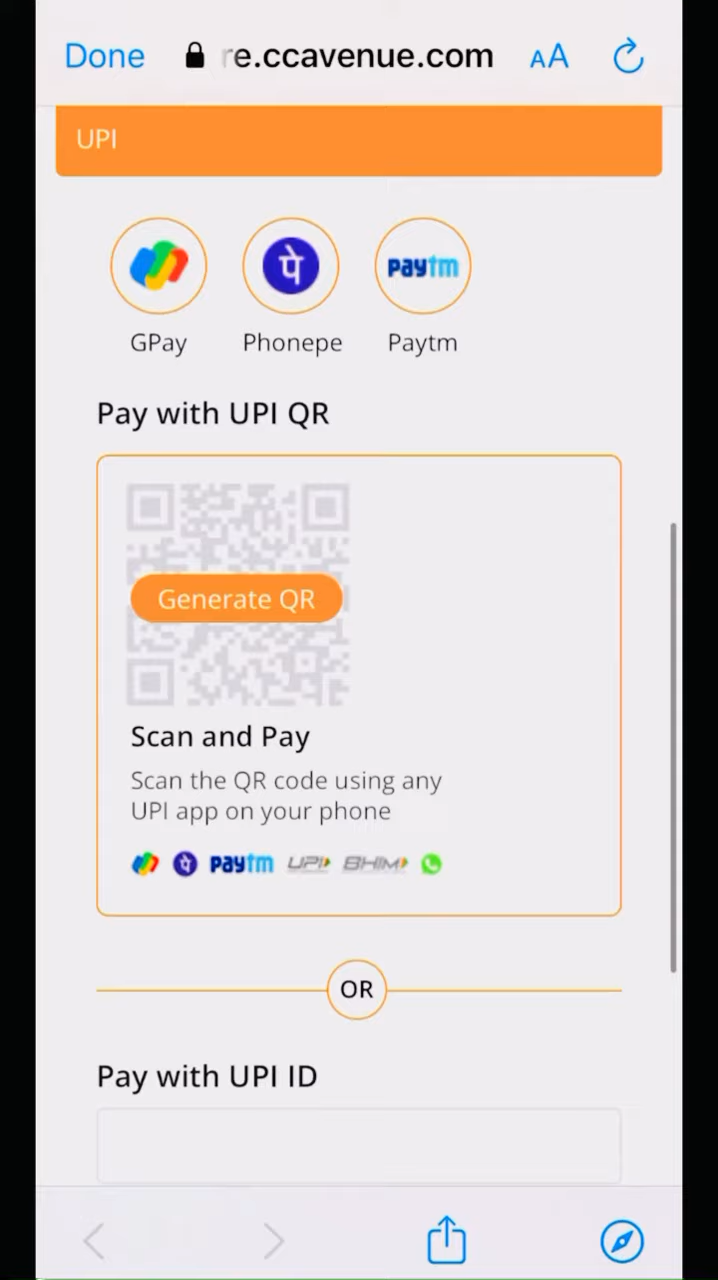 Done re.ccavenue.com AA
UPI
पे paytm
GPay Phonepe Paytm
Pay with UPI QR
Generate QR
Scan and Pay
Scan the QR code using any
UPI app on your phone
पे paytm UPI BHIM
OR
Pay with UPI ID